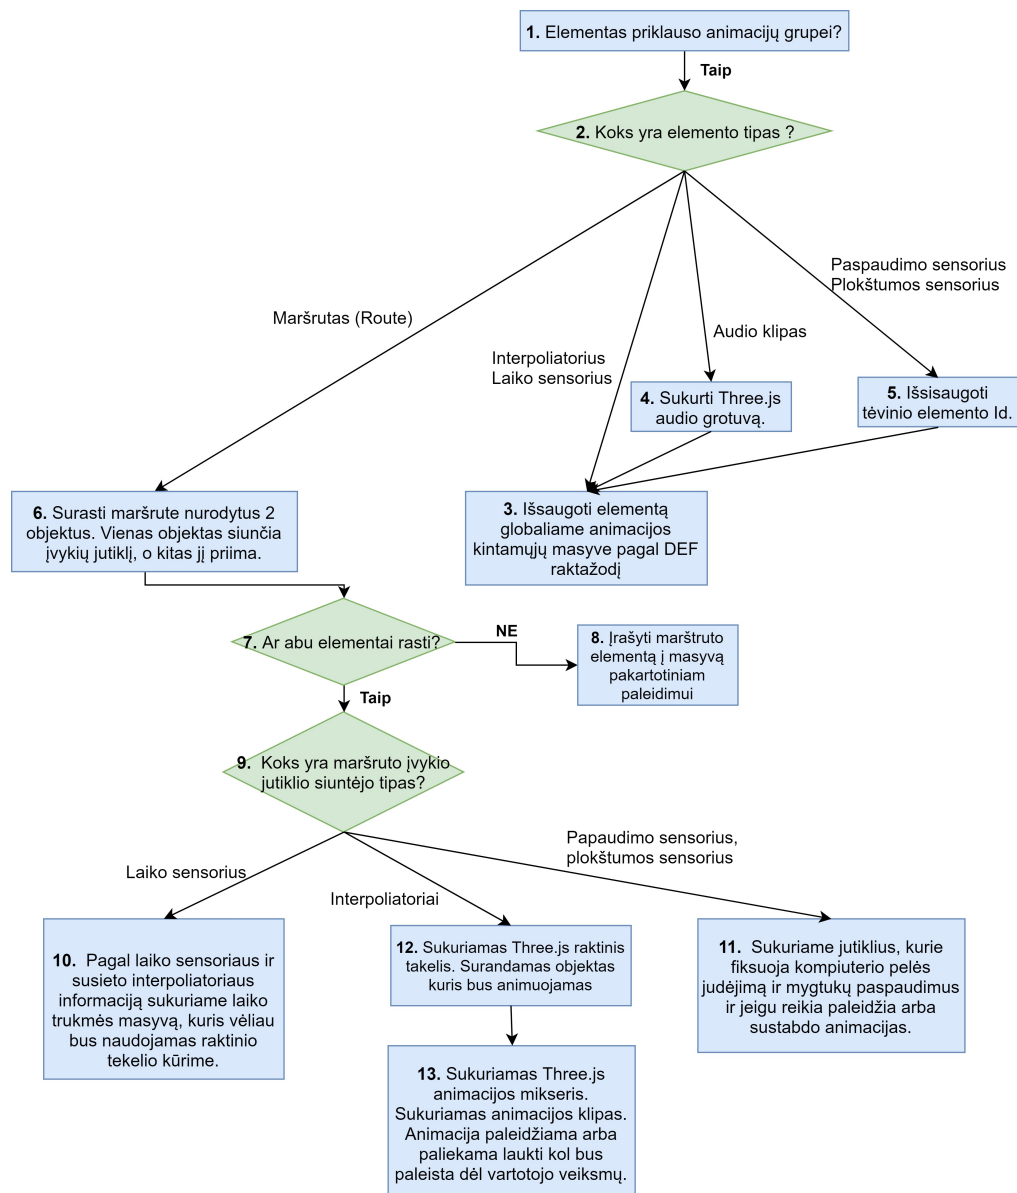 1. Elementas priklauso animacijų grupei?
Taip
2. Koks yra elemento tipas ?
Paspaudimo sensorius
Plokštumos sensorius
Maršrutas (Route)
Audio klipas
Interpoliatorius
Laiko sensorius
4. Sukurti Three.js
audio grotuvą.
5. Išsisaugoti
tėvinio elemento Id.
6. Surasti maršrute nurodytus 2
objektus. Vienas objektas siunčia
įvykių jutiklį, o kitas jį priima.
3. Išsaugoti elementą
globaliame animacijos
kintamųjų masyve pagal DEF
raktažodį
7. Ar abu elementai rasti?
NE
8. Įrašyti marštruto
elementą į masyvą
pakartotiniam
paleidimui
Taip
9. Koks yra maršruto įvykio
jutiklio siuntėjo tipas?
Papaudimo sensorius,
plokštumos sensorius
Laiko sensorius
Interpoliatoriai
10. Pagal laiko sensoriaus ir
susieto interpoliatoriaus
informaciją sukuriame laiko
trukmės masyvą, kuris vėliau
bus naudojamas raktinio
tekelio kūrime.
12. Sukuriamas Three.js raktinis
takelis. Surandamas objektas
kuris bus animuojamas
11. Sukuriame jutiklius, kurie
fiksuoja kompiuterio pelės
judėjimą ir mygtukų paspaudimus
ir jeigu reikia paleidžia arba
sustabdo animacijas.
13. Sukuriamas Three.js
animacijos mikseris.
Sukuriamas animacijos klipas.
Animacija paleidžiama arba
paliekama laukti kol bus
paleista dėl vartotojo veiksmų.